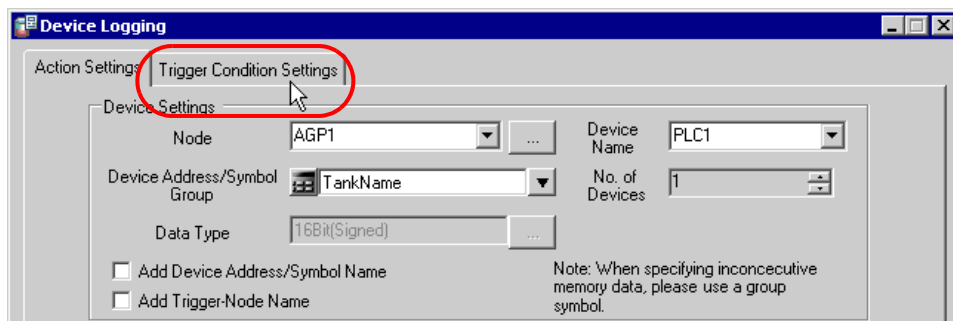 Device Logging
Action Settings
Trigger Condition Settings
Device Settings
Node
AGP1
...
Device Name
PLC1
Device Address/Symbol Group
TankName
No. of Devices
1
Data Type
16Bit(Signed)
...
Add Device Address/Symbol Name
Add Trigger-Node Name
Note: When specifying inconcecutive
memory data, please use a group
symbol.